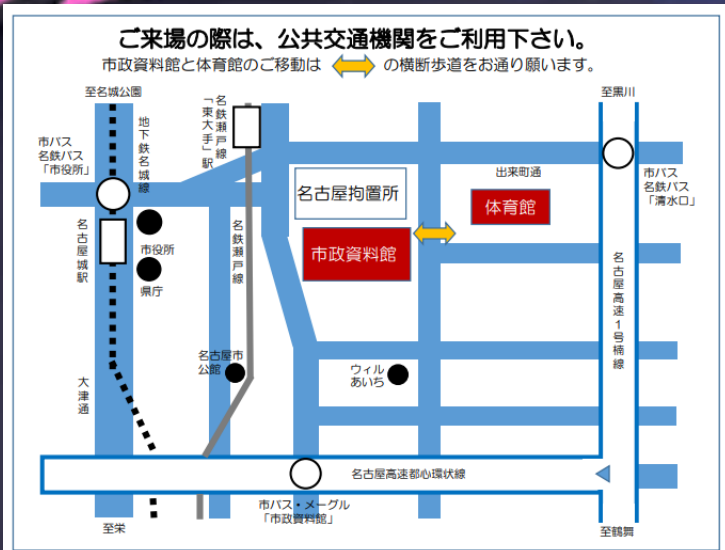 ご来場の際は、公共交通機関をご利用下さい。
市政資料館と体育館のご移動は の横断歩道をお通り願います。
至名城公園
至黒川
地下鉄名城線
名鉄瀬戸線
「東大手」駅
市バス
名鉄バス
「市役所」
出来町通
市バス
名鉄バス
「清水口」
名古屋拘置所
体育館
市政資料館
名古屋城駅
市役所
県庁
名鉄瀬戸線
名古屋高速1号楠線
名古屋市
公館
ウィル
あいち
大津通
名古屋高速都心環状線
市バス・メーグル
「市政資料館」
至栄
至鶴舞